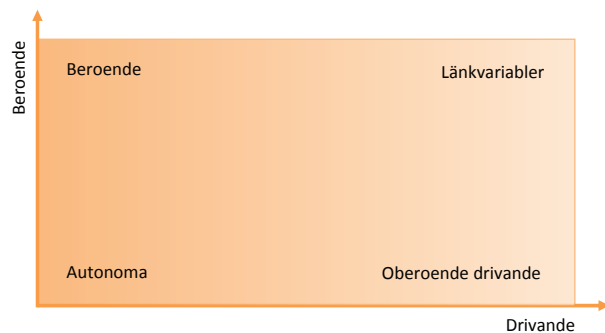 Beroende
Beroende
Länkvariabler
Autonoma
Oberoende drivande
Drivande